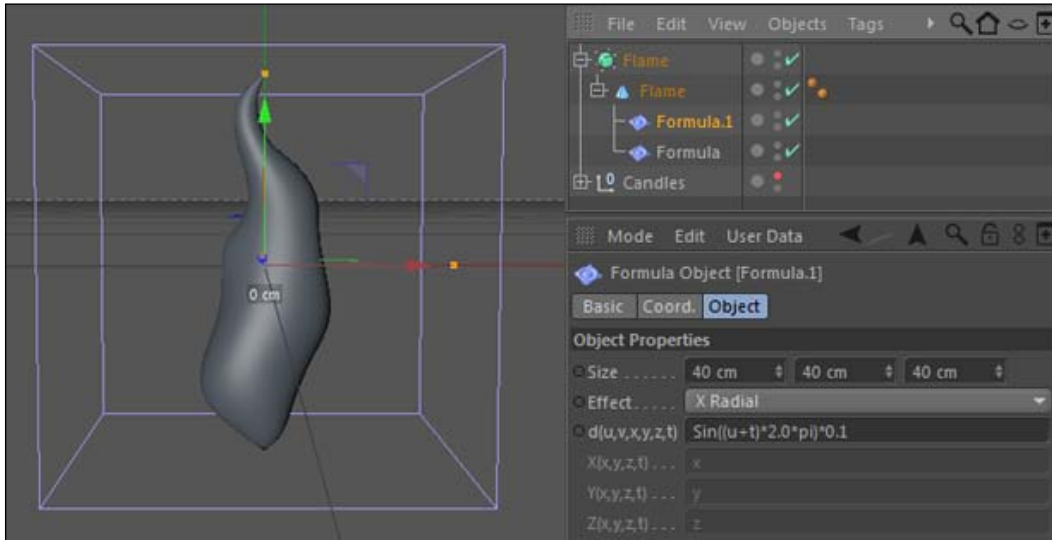 0 cm
File Edit View Objects Tags
Flame
Flame
Formula.1
Formula
0 Candles
Mode Edit User Data
Formula Object [Formula.1]
Basic Coord. Object
Object Properties
Size . . . . . . 40 cm 40 cm 40 cm
Effect . . . . . X Radial
d(u,v,x,y,z,t) Sin((u+t)*2.0*pi)*0.1
X(x,y,z,t) . . . x
Y(x,y,z,t) . . . y
Z(x,y,z,t) . . . z